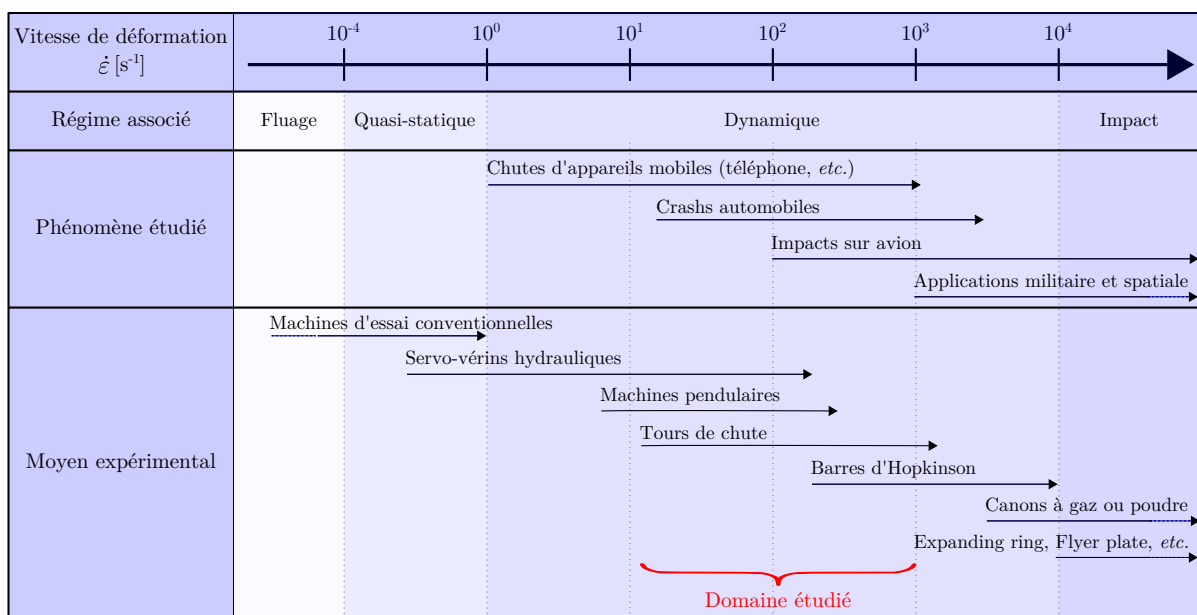 Vitesse de déformation
ε̇ [s⁻¹]
10⁻⁴ 10⁰ 10¹ 10² 10³ 10⁴
Régime associé
Fluage Quasi-statique Dynamique Impact
Phénomène étudié
Chutes d'appareils mobiles (téléphone, etc.)
Crashs automobiles
Impacts sur avion
Applications militaire et spatiale
Moyen expérimental
Machines d'essai conventionnelles
Servo-vérins hydrauliques
Machines pendulaires
Tours de chute
Barres d'Hopkinson
Canons à gaz ou poudre
Expanding ring, Flyer plate, etc.
Domaine étudié